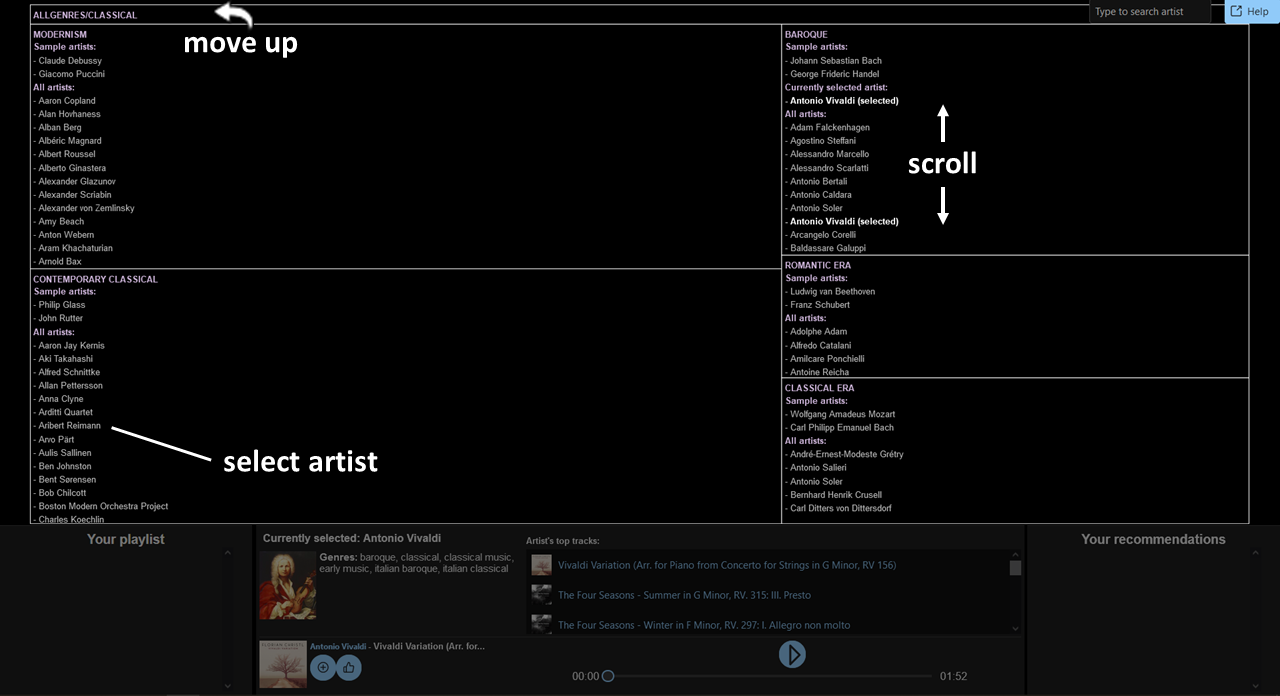 ALLGENRES/CLASSICAL
move up
Type to search artist
Help
MODERNISM
Sample artists:
- Claude Debussy
- Giacomo Puccini
All artists:
- Aaron Copland
- Alan Hovhaness
- Alban Berg
- Albéric Magnard
- Albert Roussel
- Alberto Ginastera
- Alexander Glazunov
- Alexander Scriabin
- Alexander von Zemlinsky
- Amy Beach
- Anton Webern
- Aram Khachaturian
- Arnold Bax
CONTEMPORARY CLASSICAL
Sample artists:
- Philip Glass
- John Rutter
All artists:
- Aaron Jay Kernis
- Aki Takahashi
- Alfred Schnittke
- Allan Pettersson
- Anna Clyne
- Arditti Quartet
- Aribert Reimann
- Arvo Pärt
- Aulis Sallinen
- Ben Johnston
- Bent Sørensen
- Bob Chilcott
- Boston Modern Orchestra Project
- Charles Koechlin
select artist
BAROQUE
Sample artists:
- Johann Sebastian Bach
- George Frideric Handel
Currently selected artist:
- Antonio Vivaldi (selected)
All artists:
- Adam Falckenhagen
- Agostino Steffani
- Alessandro Marcello
- Alessandro Scarlatti
- Antonio Bertali
- Antonio Caldara
- Antonio Soler
- Antonio Vivaldi (selected)
- Arcangelo Corelli
- Baldassare Galuppi
scroll
ROMANTIC ERA
Sample artists:
- Ludwig van Beethoven
- Franz Schubert
All artists:
- Adolphe Adam
- Alfredo Catalani
- Amilcare Ponchielli
- Antoine Reicha
CLASSICAL ERA
Sample artists:
- Wolfgang Amadeus Mozart
- Carl Philipp Emanuel Bach
All artists:
- André-Ernest-Modeste Grétry
- Antonio Salieri
- Antonio Soler
- Bernhard Henrik Crusell
- Carl Ditters von Dittersdorf
Your playlist
Currently selected: Antonio Vivaldi
Genres: baroque, classical, classical music,
early music, italian baroque, italian classical
Artist's top tracks:
Vivaldi Variation (Arr. for Piano from Concerto for Strings in G Minor, RV 156)
The Four Seasons - Summer in G Minor, RV. 315: III. Presto
The Four Seasons - Winter in F Minor, RV. 297: I. Allegro non molto
Antonio Vivaldi - Vivaldi Variation (Arr. for...
00:00
01:52
Your recommendations